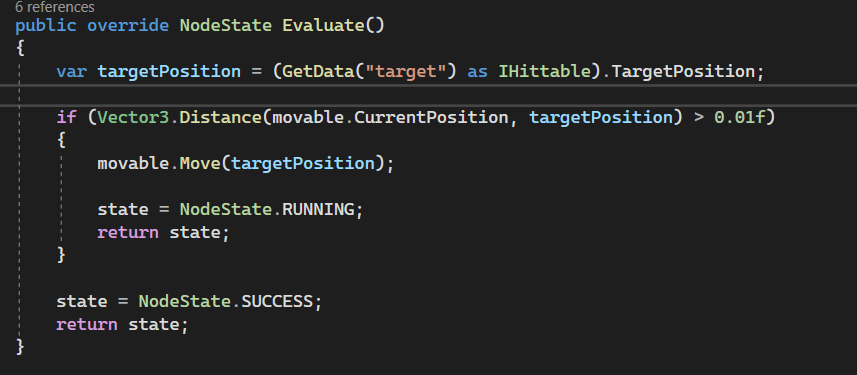 6 references
public override NodeState Evaluate()
{
var targetPosition = (GetData("target") as IHittable).TargetPosition;
if (Vector3.Distance(movable.CurrentPosition, targetPosition) > 0.01f)
{
movable.Move(targetPosition);
state = NodeState.RUNNING;
return state;
}
state = NodeState.SUCCESS;
return state;
}